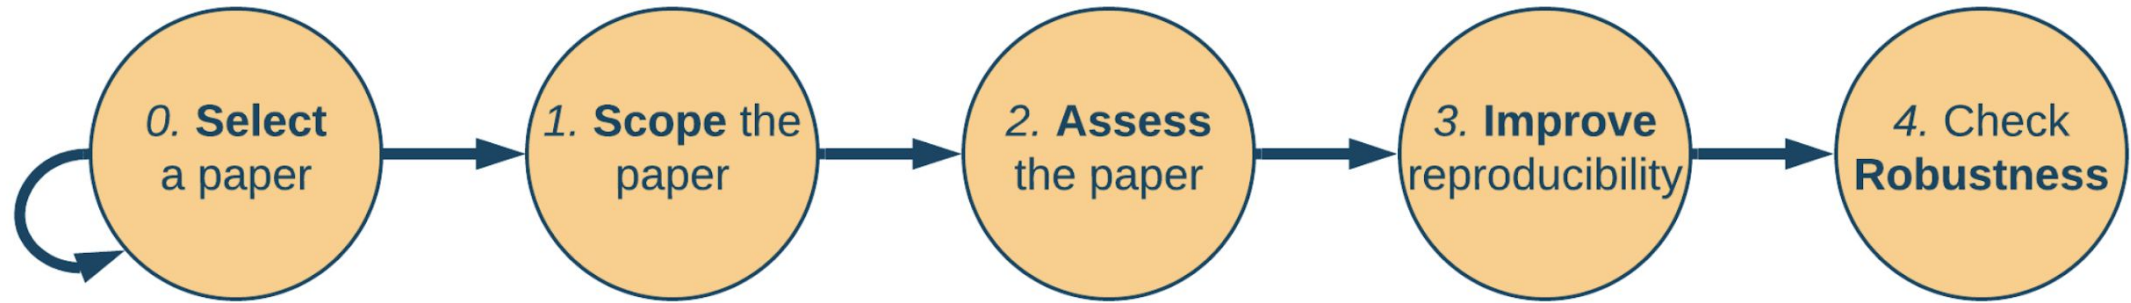 0. Select
a paper
1. Scope the
paper
2. Assess
the paper
3. Improve
reproducibility
4. Check
Robustness